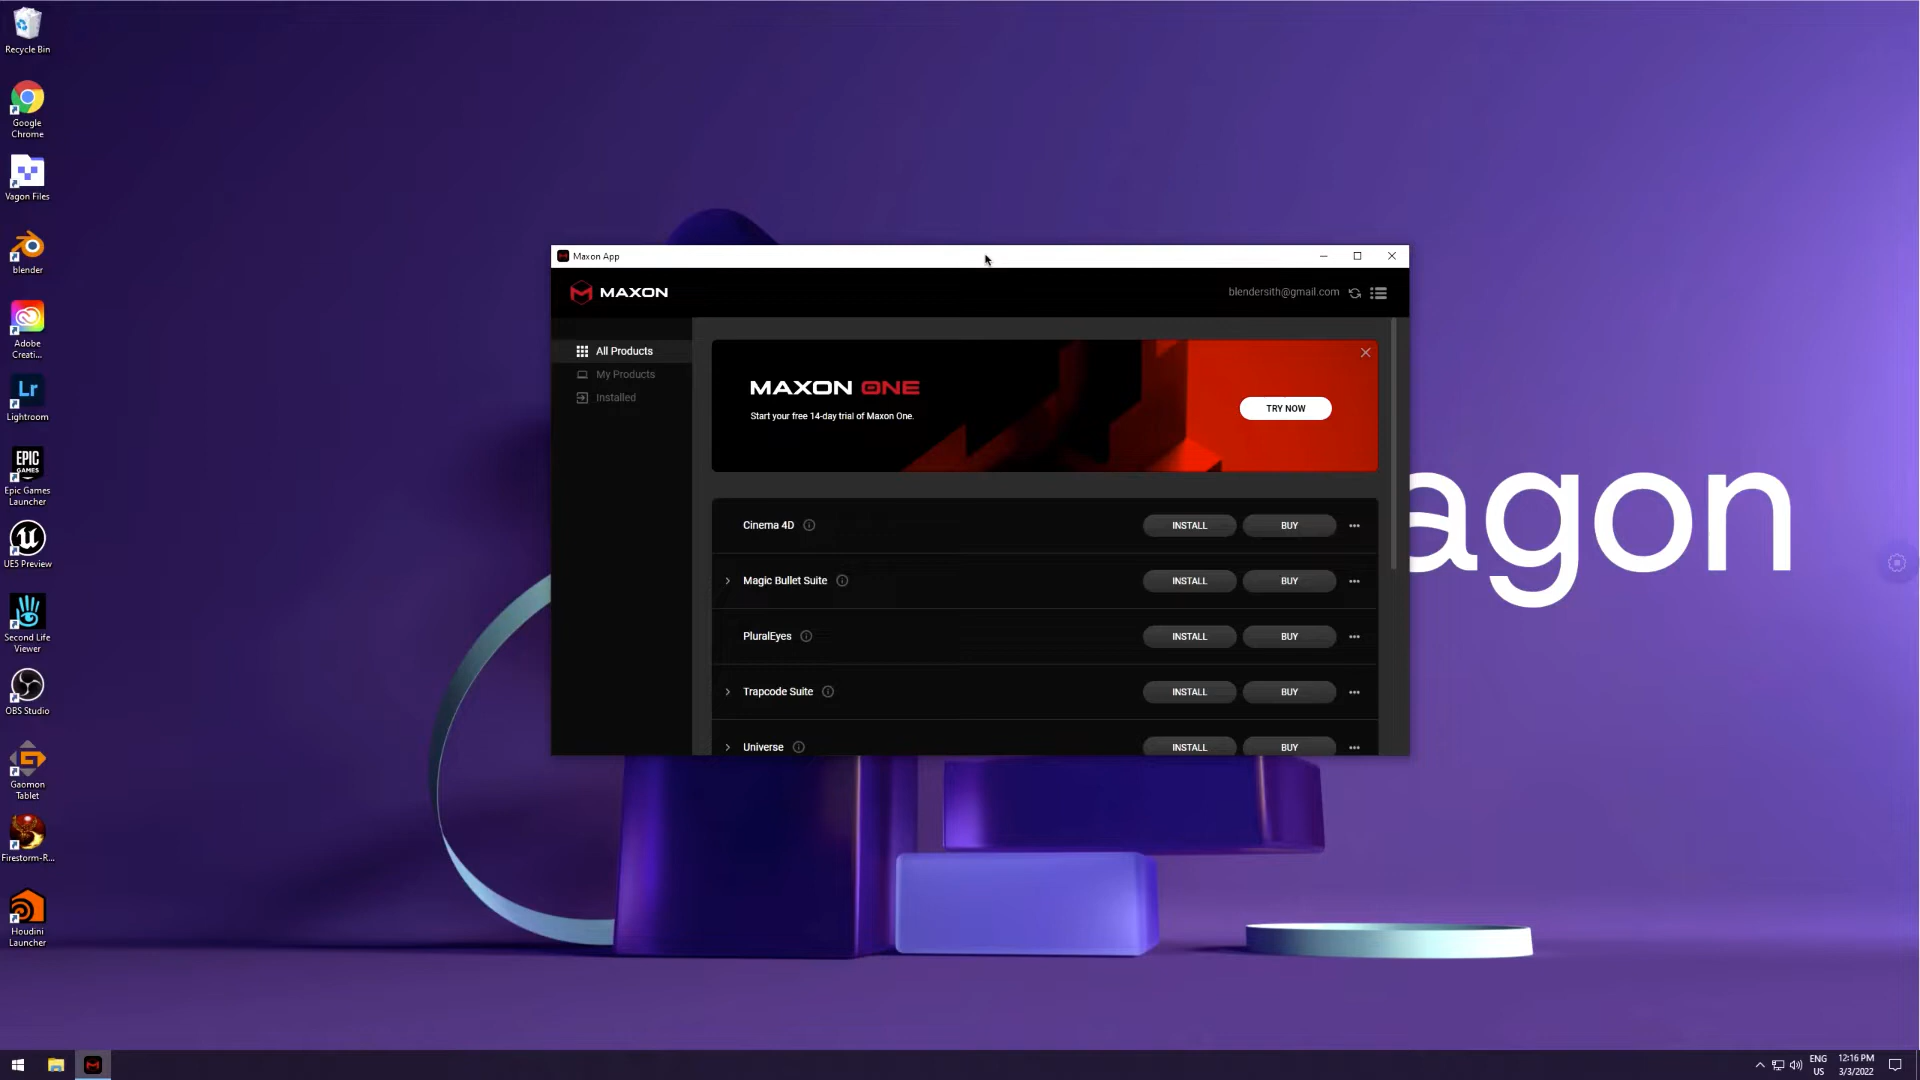 Recycle Bin
Google
Chrome
Vagon Files
blender
Adobe
Creati...
Lr
Lightroom
EPIC
GAMES
Epic Games
Launcher
UE5 Preview
Second Life
Viewer
OBS Studio
Gaomon
Tablet
Firestorm-R...
Houdini
Launcher
Maxon App
MAXON
blendersith@gmail.com
All Products
My Products
Installed
MAXON ONE
Start your free 14-day trial of Maxon One.
TRY NOW
Cinema 4D
INSTALL
BUY
Magic Bullet Suite
INSTALL
BUY
PluralEyes
INSTALL
BUY
Trapcode Suite
INSTALL
BUY
Universe
INSTALL
BUY
agon
ENG
US
12:16 PM
3/3/2022